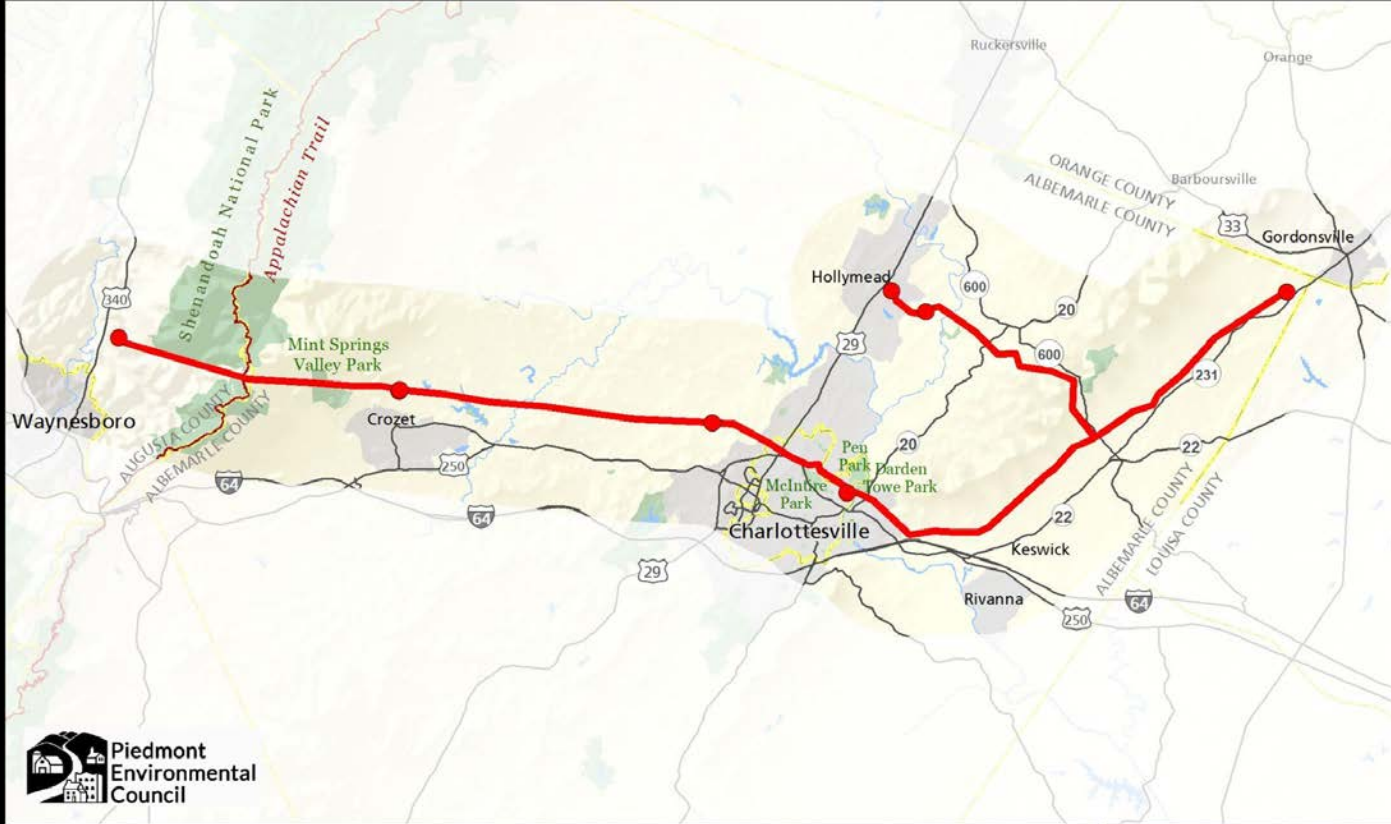 Ruckersville
Orange
Shenandoah National Park
Appalachian Trail
ORANGE COUNTY
ALBEMARLE COUNTY
Barboursville
33
Gordonsville
340
Hollymead
600
20
29
Mint Springs
Valley Park
600
231
Waynesboro
Crozet
AUGUSTA COUNTY
ALBEMARLE COUNTY
250
64
64
20
22
Pen
Park
Darden
Towe Park
McIntire
Park
Charlottesville
22
Keswick
ALBEMARLE COUNTY
LOUISA COUNTY
29
Rivanna
64
250
Piedmont
Environmental
Council